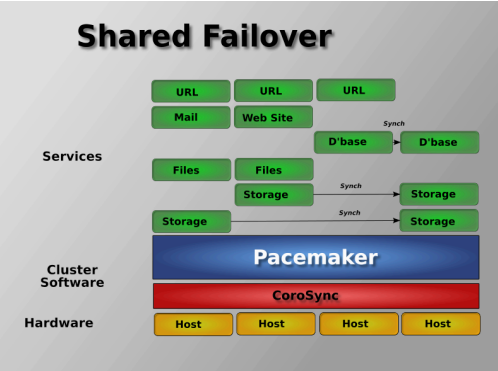 Shared Failover
URL URL URL
Mail Web Site
Synch
D'base D'base
Services
Files Files
Synch
Storage Storage
Synch
Storage Storage
Pacemaker
Cluster
Software
CoroSync
Hardware
Host Host Host Host